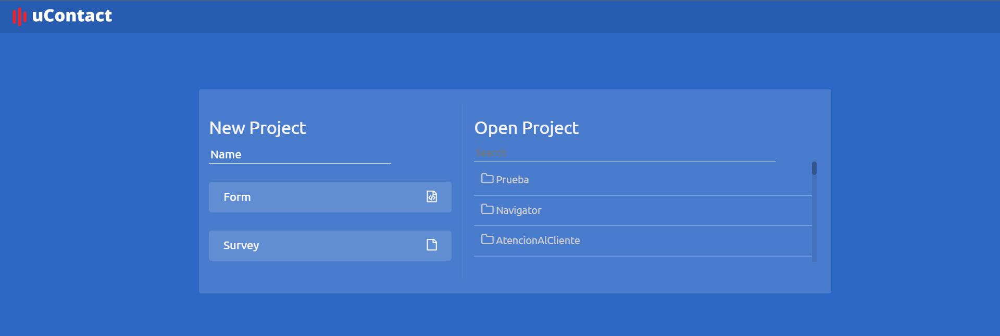 uContact
New Project
Name
Form
Survey
Open Project
Search
Prueba
Navigator
AtencionAlCliente